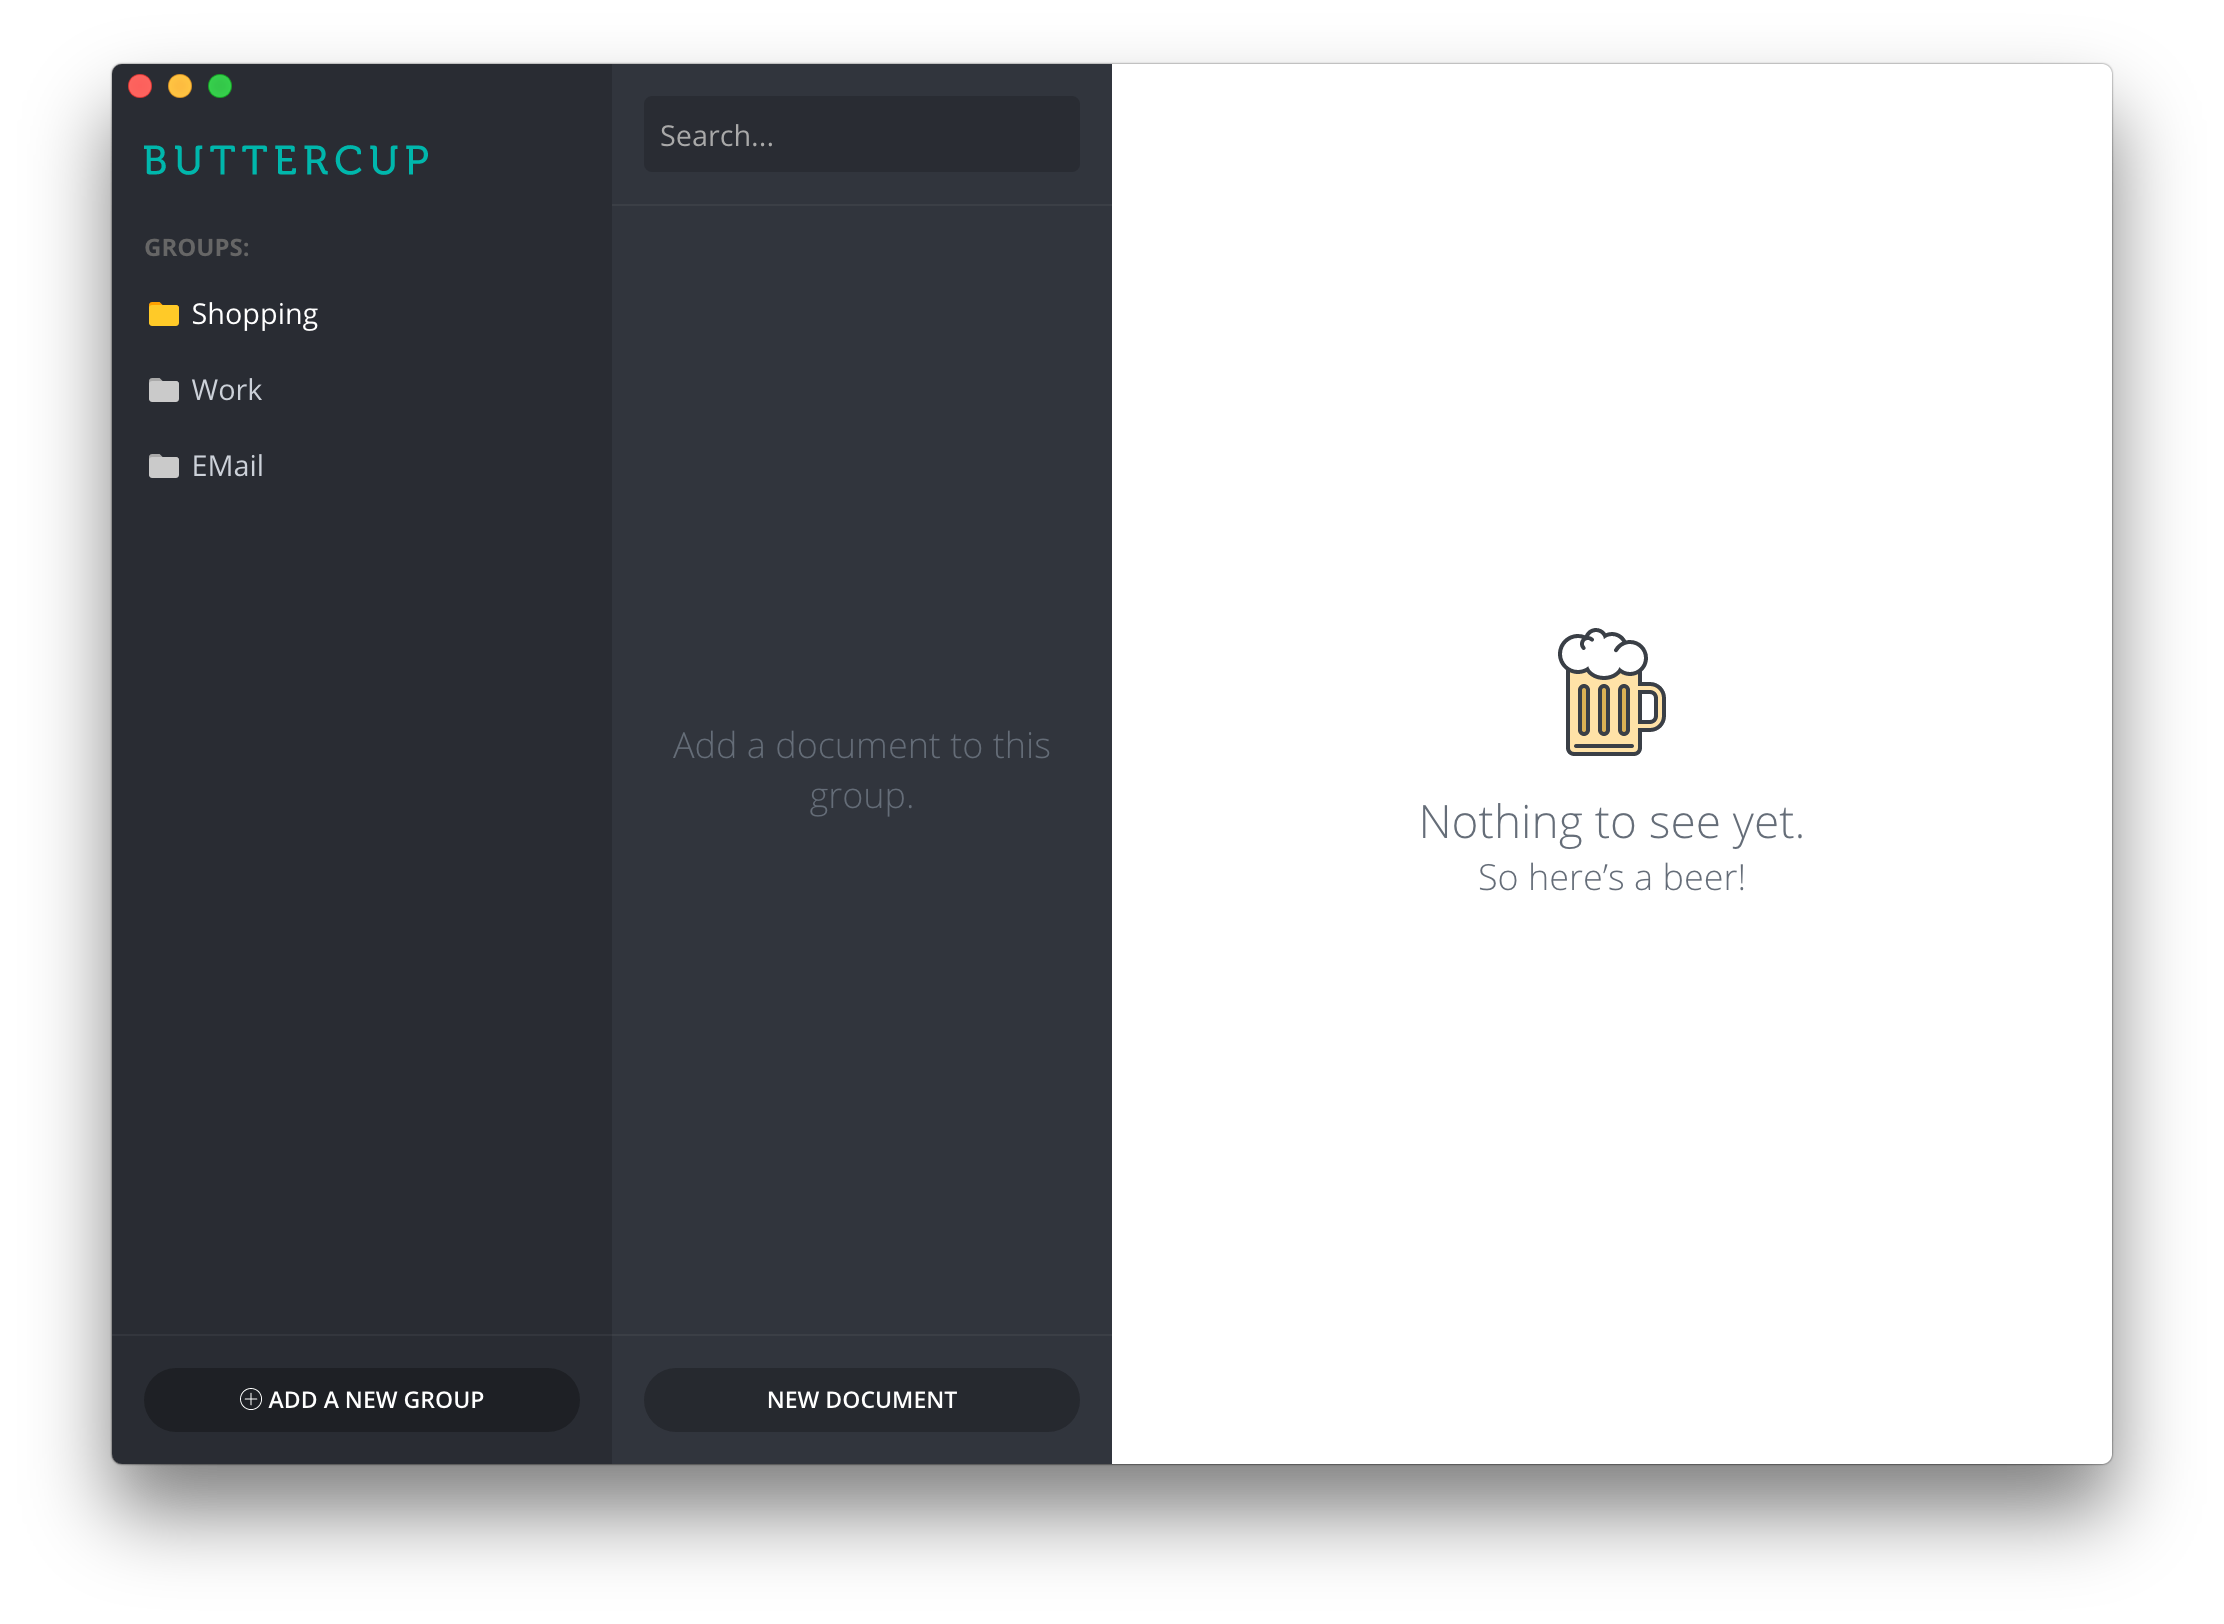 BUTTERCUP
GROUPS:
Shopping
Work
EMail
ADD A NEW GROUP
Search...
Add a document to this
group.
NEW DOCUMENT
Nothing to see yet.
So here’s a beer!